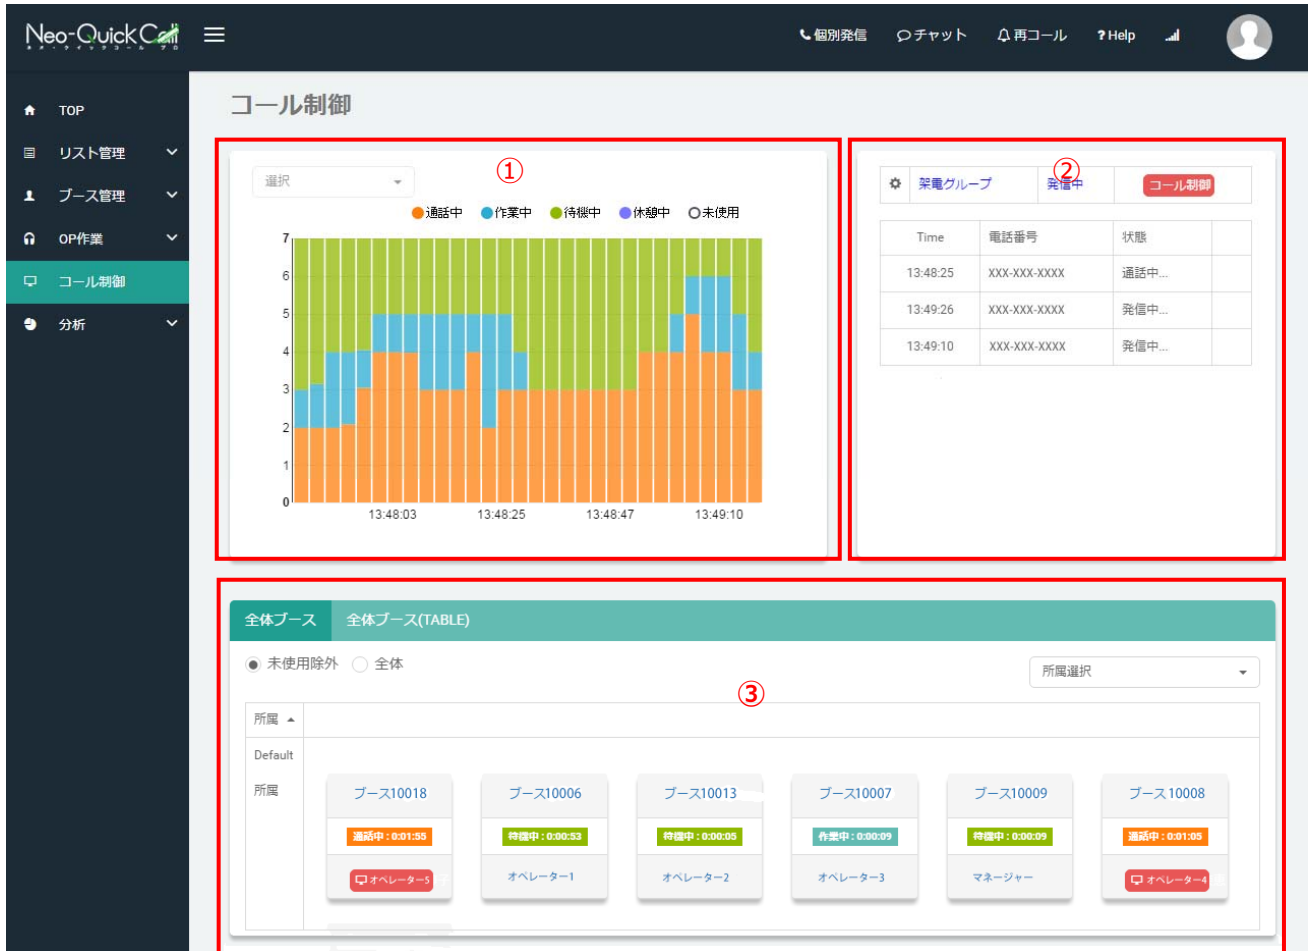 Neo-QuickCall
ネオ・クイックコール プロ
個別発信 チャット 再コール ?Help
TOP
リスト管理
ブース管理
OP作業
コール制御
分析
コール制御
①
選択
通話中 作業中 待機中 休憩中 未使用
7
6
5
4
3
2
1
0
13:48:03 13:48:25 13:48:47 13:49:10
②
架電グループ 発信中 コール制御
Time 電話番号 状態
13:48:25 XXX-XXX-XXXX 通話中...
13:49:26 XXX-XXX-XXXX 発信中...
13:49:10 XXX-XXX-XXXX 発信中...
全体ブース 全体ブース(TABLE)
未使用除外 全体
所属選択
③
所属
Default
所属
ブース10018 ブース10006 ブース10013 ブース10007 ブース10009 ブース10008
通話中 : 0:01:55 待機中 : 0:00:53 待機中 : 0:00:05 作業中 : 0:00:09 待機中 : 0:00:09 通話中 : 0:01:05
オペレーター5 オペレーター1 オペレーター2 オペレーター3 マネージャー オペレーター4